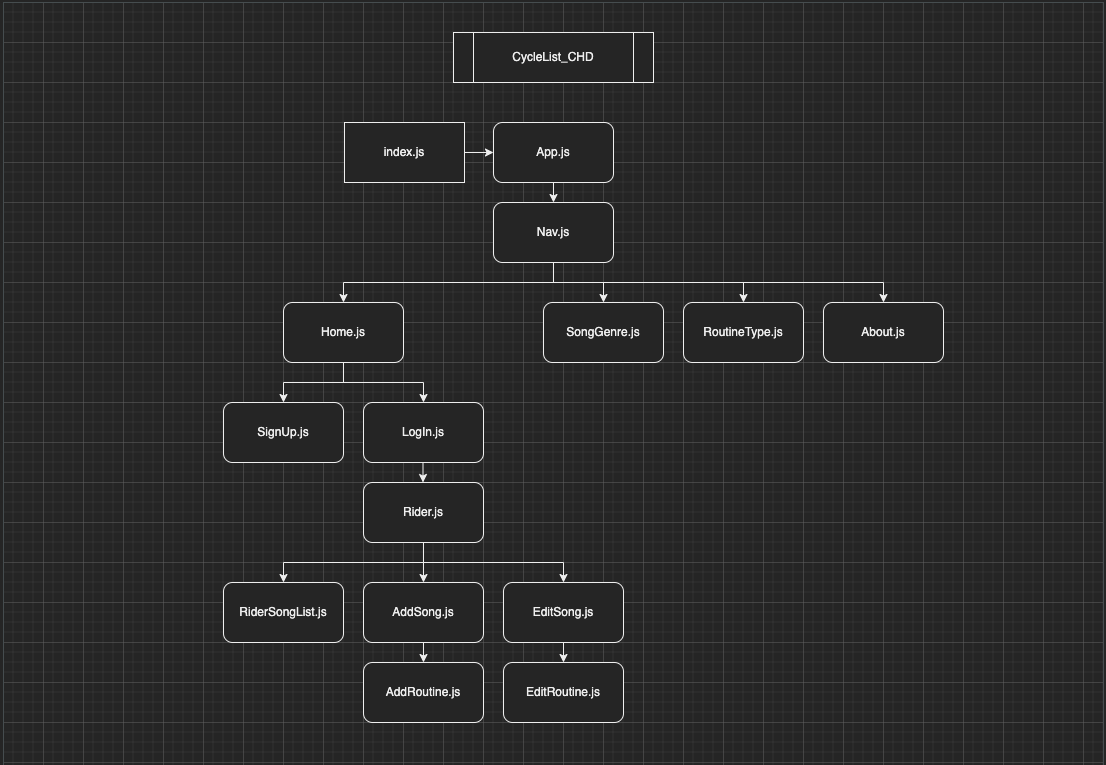 CycleList_CHD
index.js
App.js
Nav.js
Home.js
SongGenre.js
RoutineType.js
About.js
SignUp.js
LogIn.js
Rider.js
RiderSongList.js
AddSong.js
EditSong.js
AddRoutine.js
EditRoutine.js